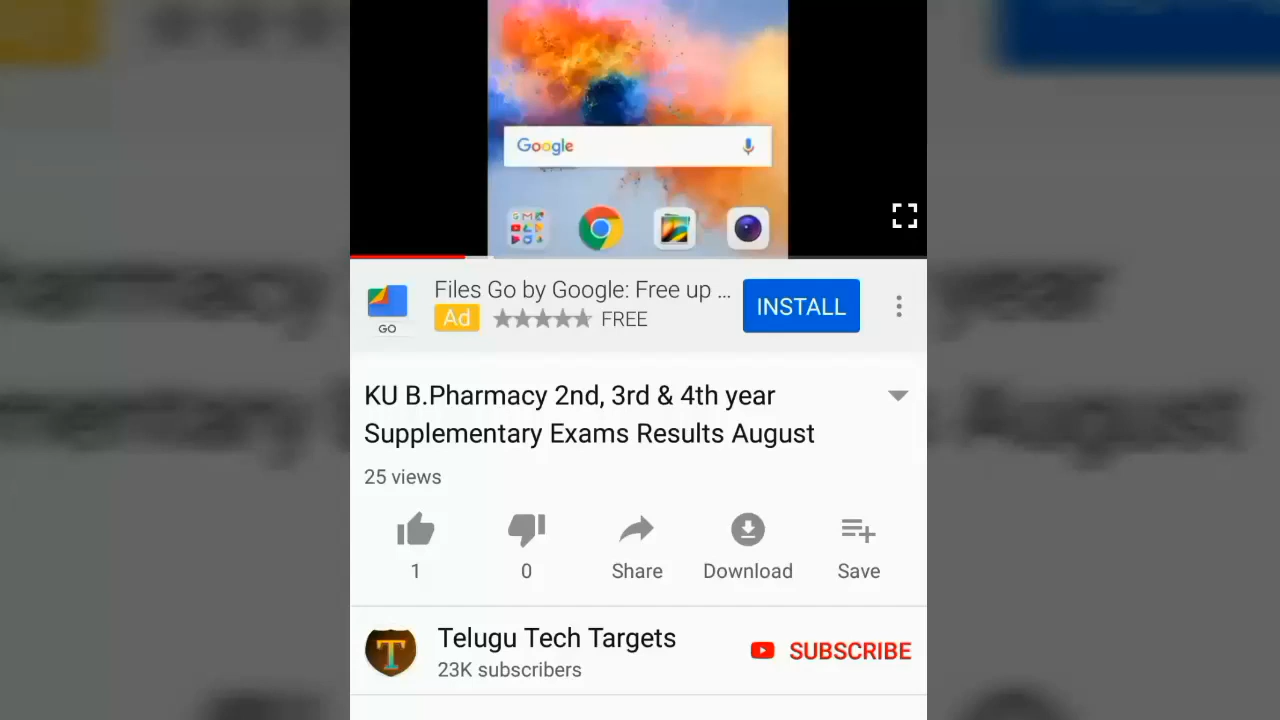 Google
Files Go by Google: Free up ...
Ad FREE
INSTALL
GO
KU B.Pharmacy 2nd, 3rd & 4th year
Supplementary Exams Results August
25 views
1 0 Share Download Save
T
Telugu Tech Targets
23K subscribers
SUBSCRIBE